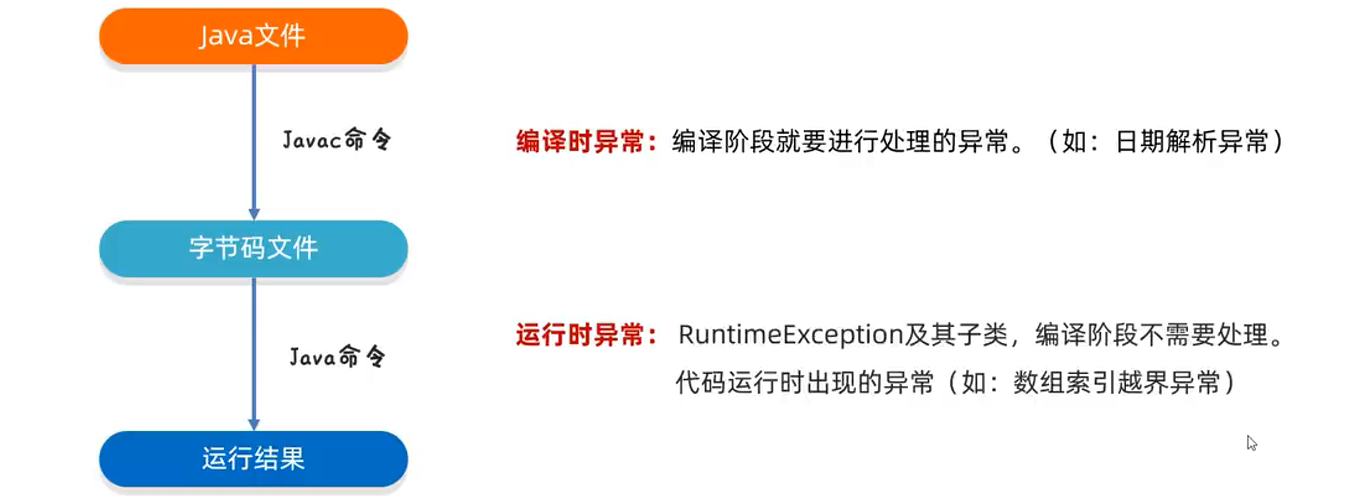 Java文件
Javac命令
编译时异常：编译阶段就要进行处理的异常。（如：日期解析异常）
字节码文件
运行时异常： RuntimeException及其子类，编译阶段不需要处理。
Java命令
代码运行时出现的异常（如：数组索引越界异常）
运行结果